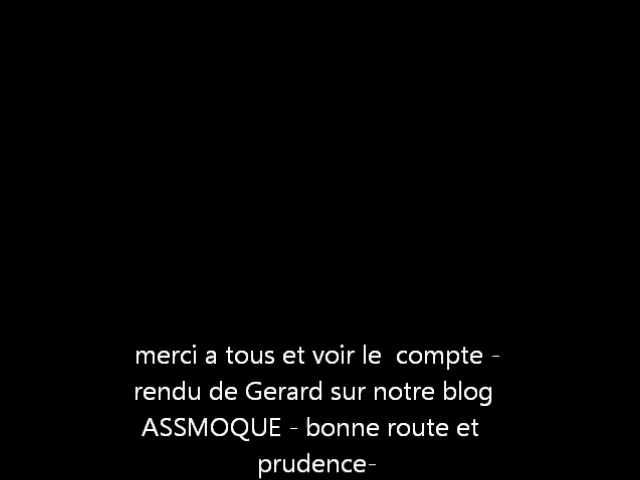 merci a tous et voir le  compte -
rendu de Gerard sur notre blog
ASSMOQUE - bonne route et
prudence-